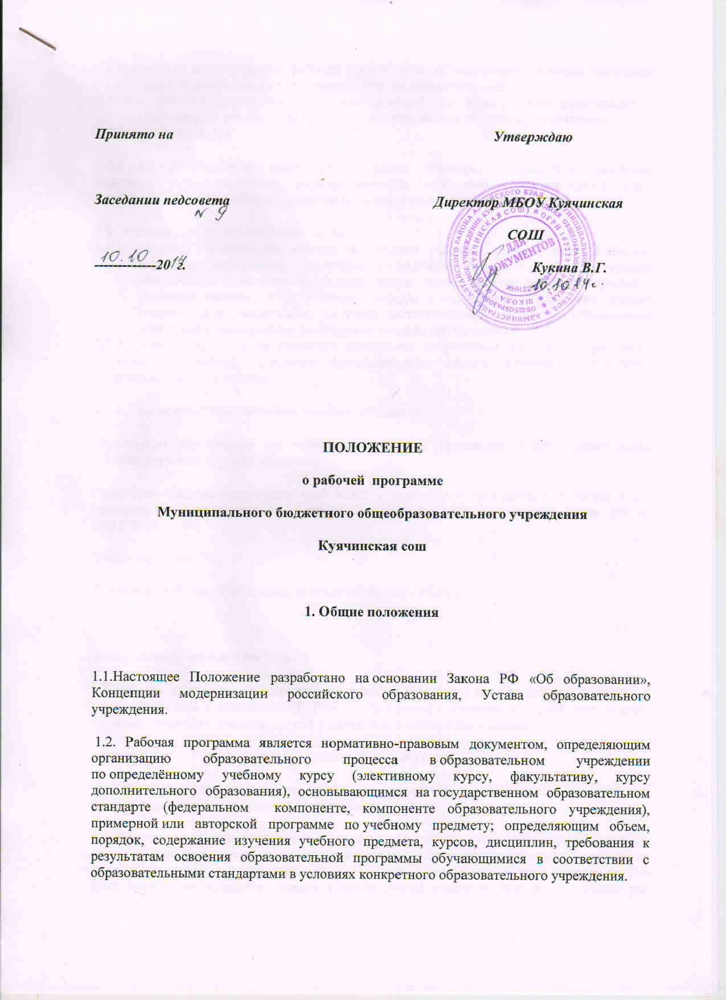 Принято на
Утверждаю
Заседании педсовета
Директор МБОУ Куячинская
N 9
СОШ
10.10
-------------2014г.
Кукина В.Г.
10.10.14г.
ДЛЯ
ДОКУМЕНТОВ
ПОЛОЖЕНИЕ
о рабочей программе
Муниципального бюджетного общеобразовательного учреждения
Куячинская сош
1. Общие положения
1.1.Настоящее Положение разработано на основании Закона РФ «Об образовании»,
Концепции модернизации российского образования, Устава образовательного
учреждения.
1.2. Рабочая программа является нормативно-правовым документом, определяющим
организацию образовательного процесса в образовательном учреждении
по определённому учебному курсу (элективному курсу, факультативу, курсу
дополнительного образования), основывающимся на государственном образовательном
стандарте (федеральном компоненте, компоненте образовательного учреждения),
примерной или авторской программе по учебному предмету; определяющим объем,
порядок, содержание изучения учебного предмета, курсов, дисциплин, требования к
результатам освоения образовательной программы обучающимися в соответствии с
образовательными стандартами в условиях конкретного образовательного учреждения.